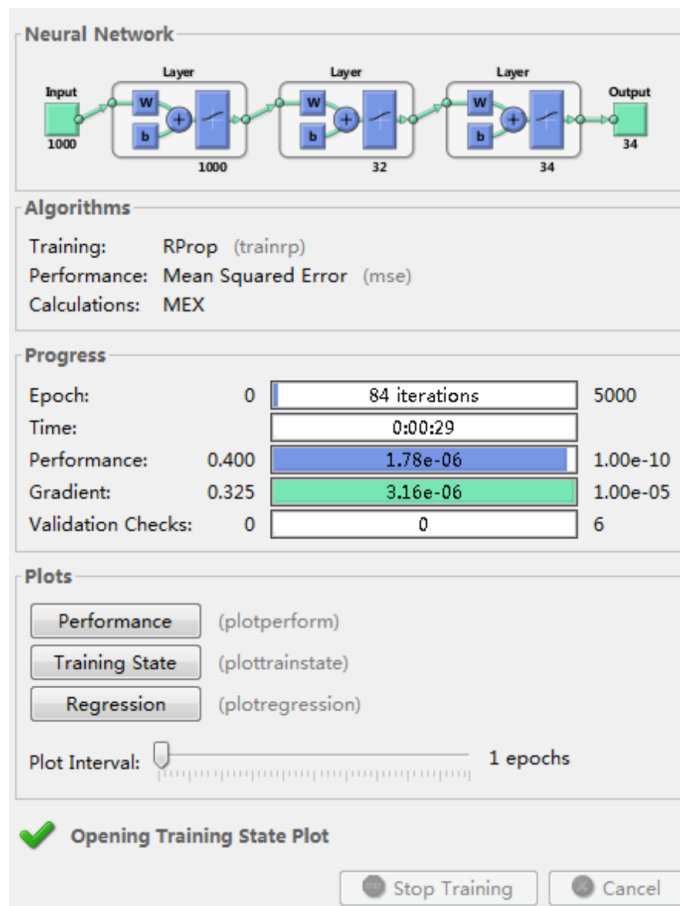 Neural Network
Layer Layer Layer
Input Output
W W W
+ + +
b b b
1000 34
1000 32 34
Algorithms
Training: RProp (trainrp)
Performance: Mean Squared Error (mse)
Calculations: MEX
Progress
Epoch: 0 84 iterations 5000
Time: 0:00:29
Performance: 0.400 1.78e-06 1.00e-10
Gradient: 0.325 3.16e-06 1.00e-05
Validation Checks: 0 0 6
Plots
Performance (plotperform)
Training State (plottrainstate)
Regression (plotregression)
Plot Interval: 1 epochs
Opening Training State Plot
Stop Training Cancel